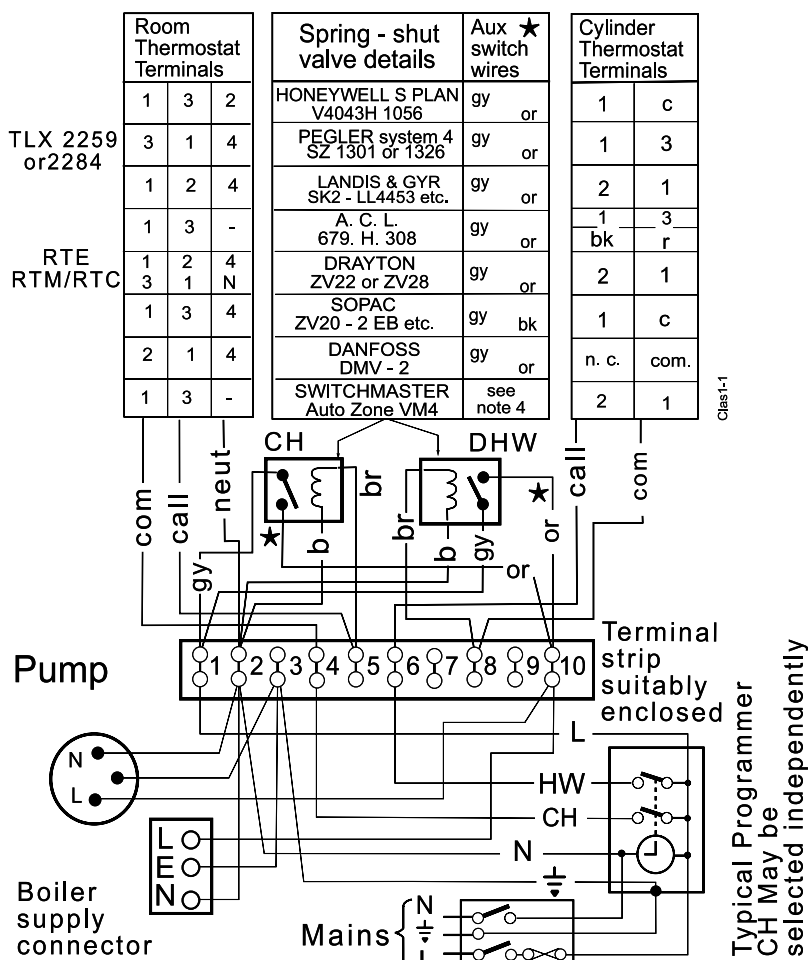 Room
Thermostat
Terminals
1 3 2
3 1 4
1 2 4
1 3 -
1 2 4
3 1 N
1 3 4
2 1 4
1 3 -
TLX 2259
or2284
RTE
RTM/RTC
Spring - shut
valve details
Aux ★
switch
wires
HONEYWELL S PLAN
V4043H 1056
gy or
PEGLER system 4
SZ 1301 or 1326
gy or
LANDIS & GYR
SK2 - LL4453 etc.
gy or
A. C. L.
679. H. 308
gy or
DRAYTON
ZV22 or ZV28
gy or
SOPAC
ZV20 - 2 EB etc.
gy bk
DANFOSS
DMV - 2
gy or
SWITCHMASTER
Auto Zone VM4
see
note 4
Cylinder
Thermostat
Terminals
1 c
1 3
2 1
1 3
bk r
2 1
1 c
n. c. com.
2 1
Clas1-1
CH
DHW
com
call
neut
gy
★
b
br
br
b
gy
★
or
call
com
or
1 2 3 4 5 6 7 8 9 10
Terminal
strip
suitably
enclosed
Pump
N
L
L
E
N
Boiler
supply
connector
L
HW
CH
N
Mains
N
L
Typical Programmer
CH May be
selected independently